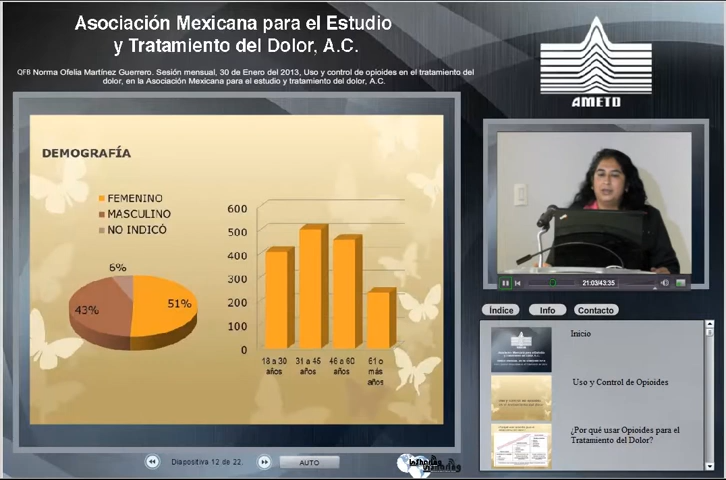 Asociación Mexicana para el Estudio
y Tratamiento del Dolor, A.C.
QFB Norma Ofelia Martínez Guerrero. Sesión mensual, 30 de Enero del 2013, Uso y control de opioides en el tratamiento del
dolor, en la Asociación Mexicana para el estudio y tratamiento del dolor, A.C.
AMETD
DEMOGRAFÍA
FEMENINO
MASCULINO
NO INDICÓ
6%
43%
51%
600
500
400
300
200
100
0
18 a 30
años
31 a 45
años
46 a 60
años
61 o
más
años
21:03/43:35
Índice
Info
Contacto
Inicio
Uso y Control de Opioides
¿Por qué usar Opioides para el
Tratamiento del Dolor?
Diapositiva 12 de 22.
AUTO